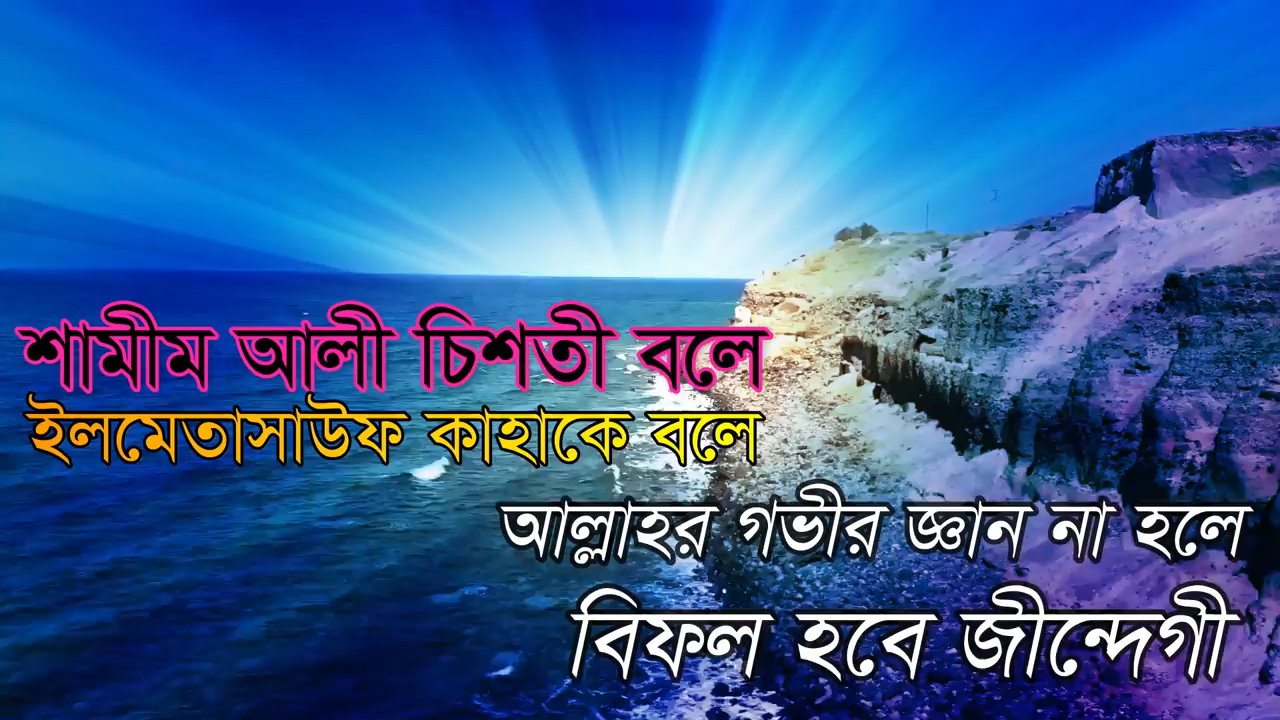 শামীম আলী চিশতী বলে
ইলমেতাসাউফ কাহাকে বলে
আল্লাহর গভীর জ্ঞান না হলে
বিফল হবে জীন্দেগী